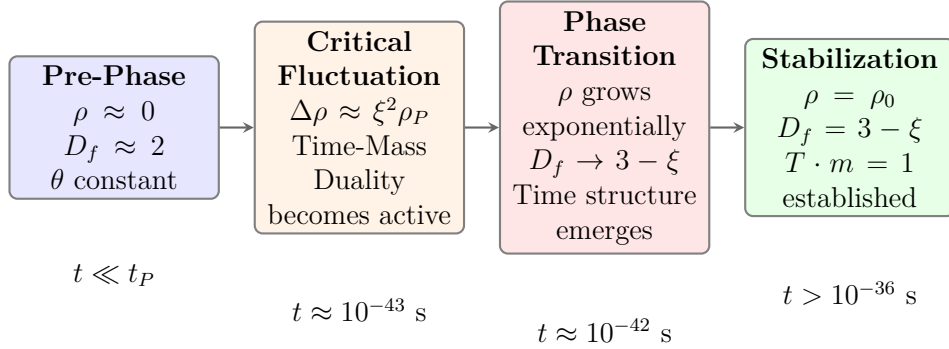 Pre-Phase
ρ ≈ 0
D_f ≈ 2
θ constant
Critical
Fluctuation
Δρ ≈ ξ²ρ_P
Time-Mass
Duality
becomes active
Phase
Transition
ρ grows
exponentially
D_f → 3 − ξ
Time structure
emerges
Stabilization
ρ = ρ₀
D_f = 3 − ξ
T · m = 1
established
t ≪ t_P
t ≈ 10⁻⁴³ s
t ≈ 10⁻⁴² s
t > 10⁻³⁶ s